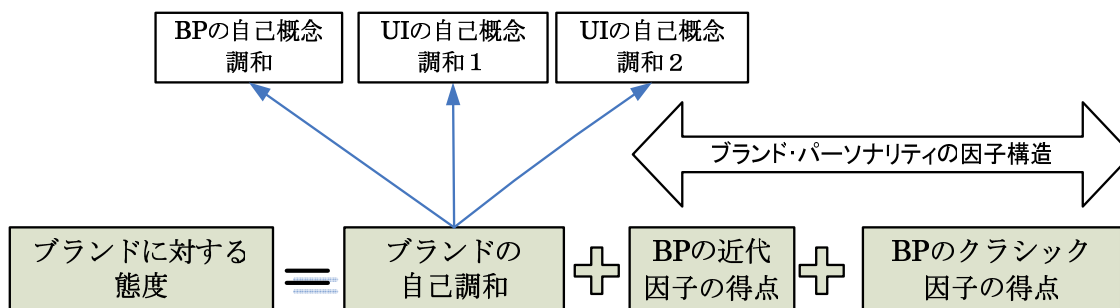 BPの自己概念
調和
UIの自己概念
調和１
UIの自己概念
調和２
ブランド・パーソナリティの因子構造
ブランドに対する
態度
=
ブランドの
自己調和
+
BPの近代
因子の得点
+
BPのクラシック
因子の得点